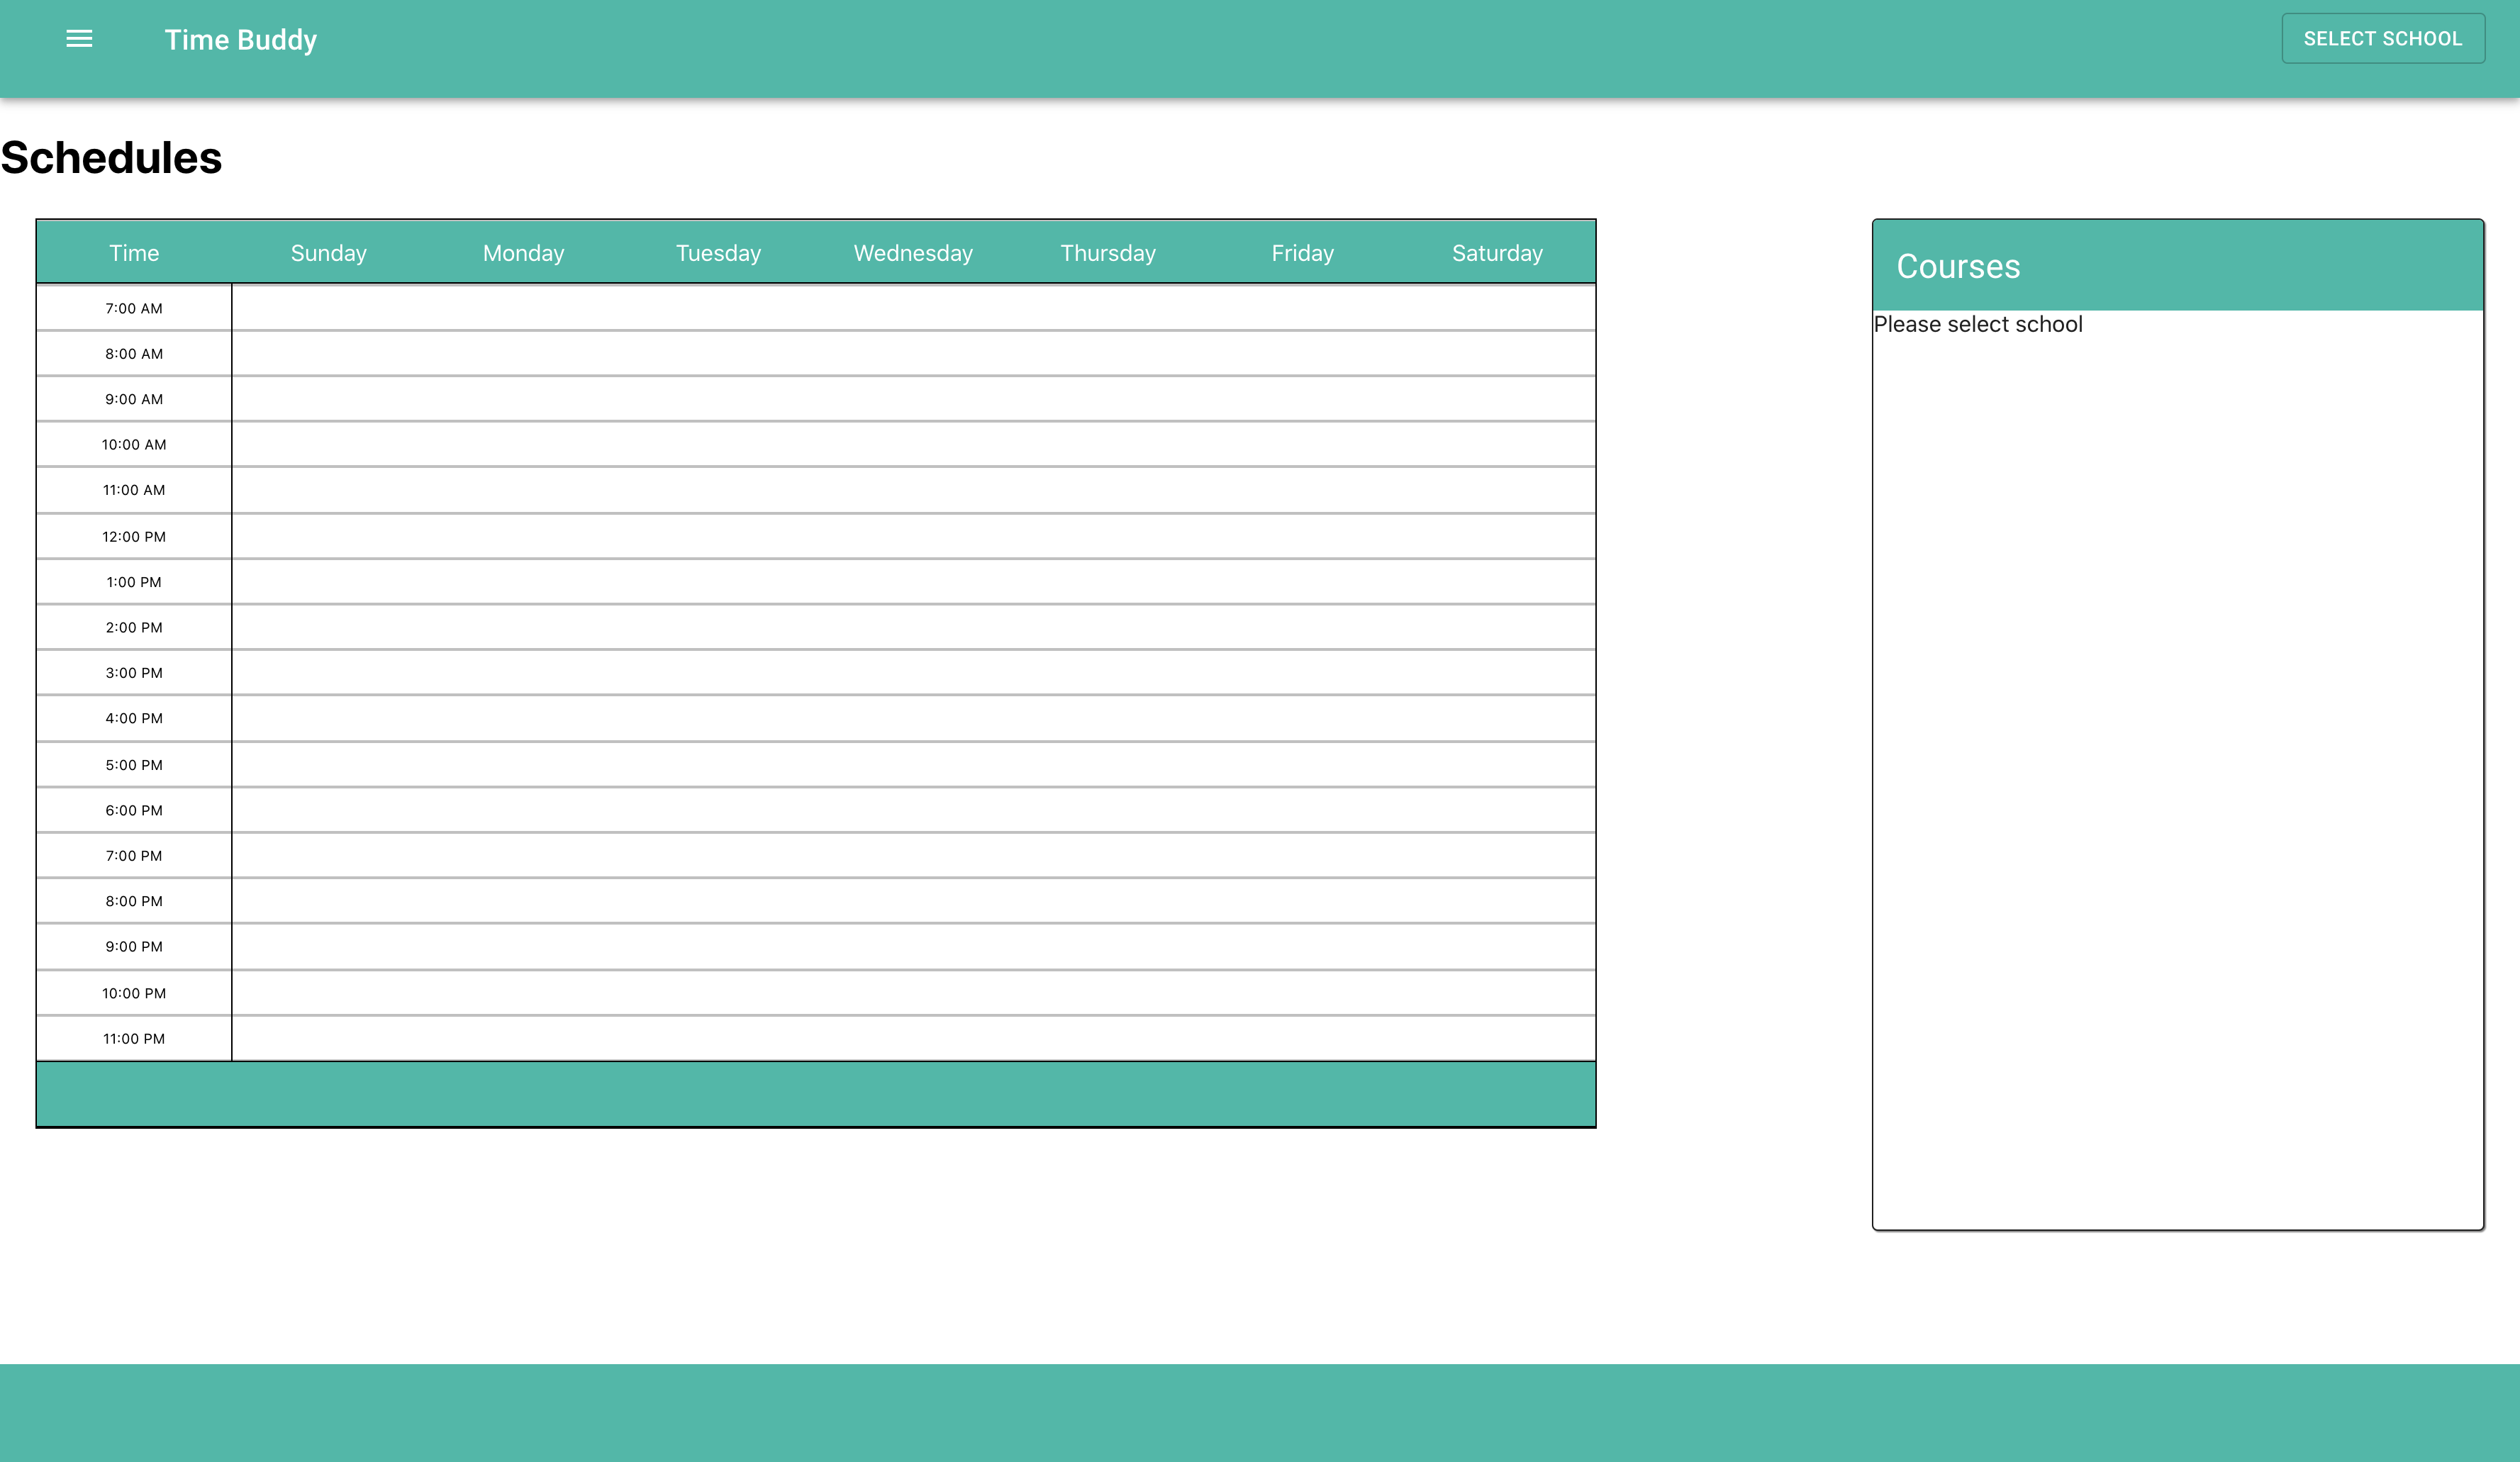 Time Buddy
SELECT SCHOOL
Schedules
Time Sunday Monday Tuesday Wednesday Thursday Friday Saturday
7:00 AM
8:00 AM
9:00 AM
10:00 AM
11:00 AM
12:00 PM
1:00 PM
2:00 PM
3:00 PM
4:00 PM
5:00 PM
6:00 PM
7:00 PM
8:00 PM
9:00 PM
10:00 PM
11:00 PM
Courses
Please select school